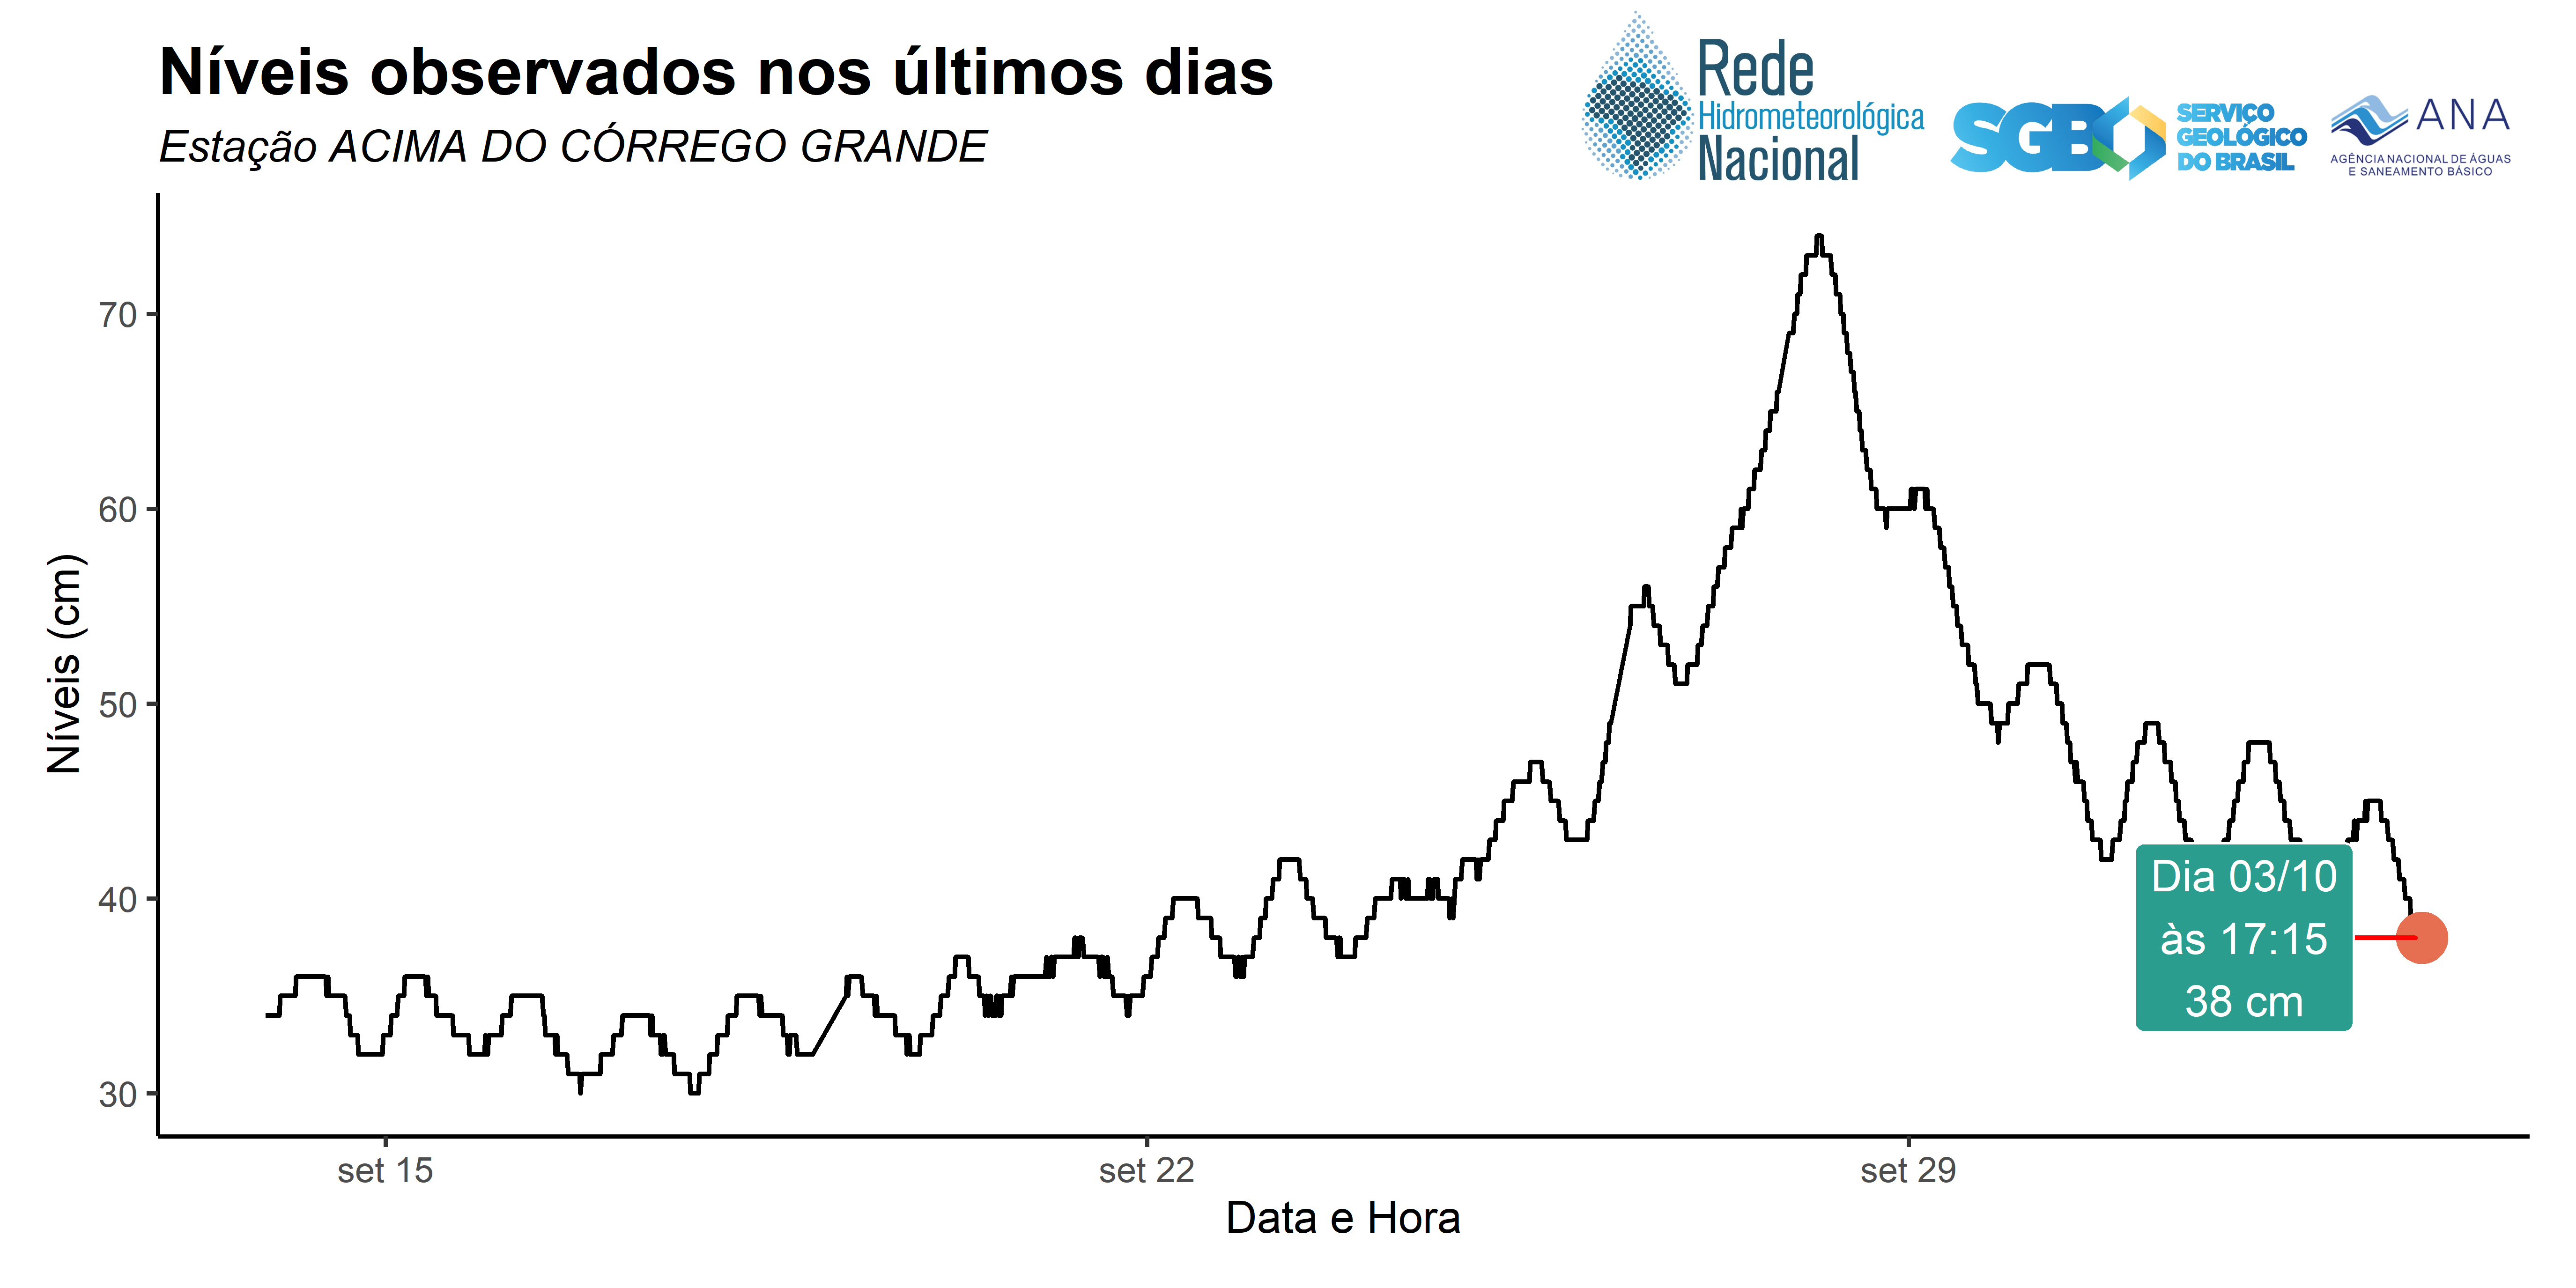 Níveis observados nos últimos dias
Estação ACIMA DO CÓRREGO GRANDE
Rede
Hidrometeorológica
Nacional
SGB
SERVIÇO
GEOLÓGICO
DO BRASIL
ANA
AGÊNCIA NACIONAL DE ÁGUAS
E SANEAMENTO BÁSICO
Níveis (cm)
70
60
50
40
30
Dia 03/10
às 17:15
38 cm
set 15
set 22
set 29
Data e Hora